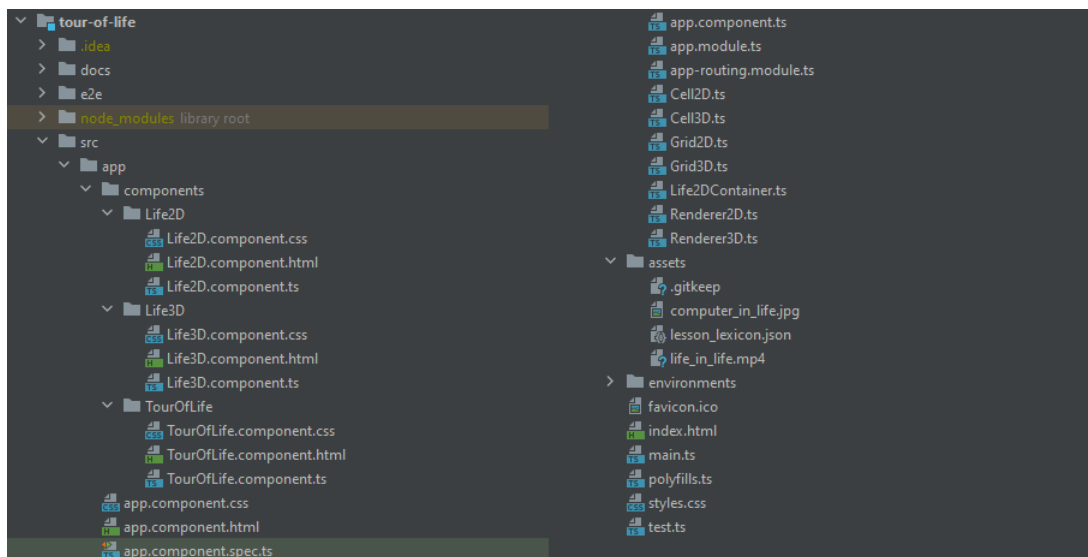 tour-of-life
.idea
docs
e2e
node_modules library root
src
app
components
Life2D
Life2D.component.css
Life2D.component.html
Life2D.component.ts
Life3D
Life3D.component.css
Life3D.component.html
Life3D.component.ts
TourOfLife
TourOfLife.component.css
TourOfLife.component.html
TourOfLife.component.ts
app.component.css
app.component.html
app.component.spec.ts
app.component.ts
app.module.ts
app-routing.module.ts
Cell2D.ts
Cell3D.ts
Grid2D.ts
Grid3D.ts
Life2DContainer.ts
Renderer2D.ts
Renderer3D.ts
assets
.gitkeep
computer_in_life.jpg
lesson_lexicon.json
life_in_life.mp4
environments
favicon.ico
index.html
main.ts
polyfills.ts
styles.css
test.ts